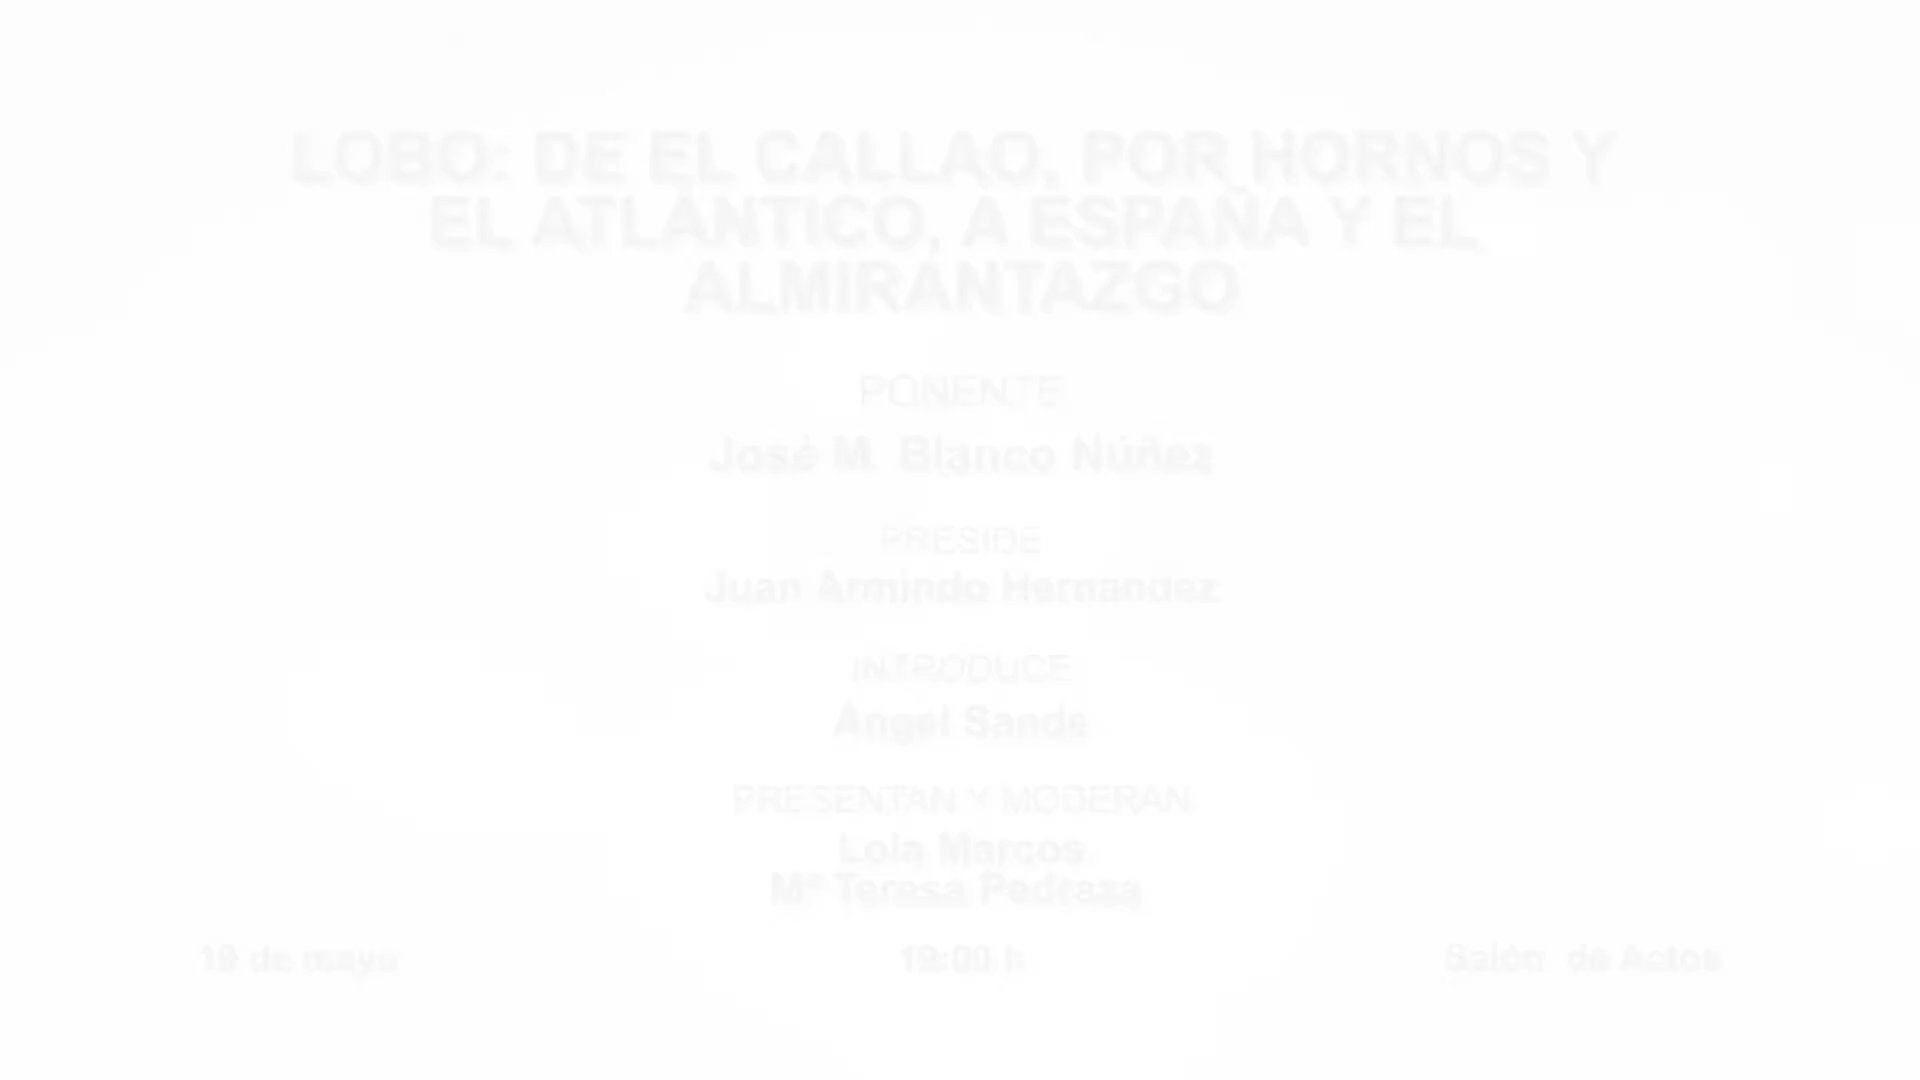 LOBO: DE EL CALLAO, POR HORNOS Y
EL ATLÁNTICO, A ESPAÑA Y EL
ALMIRANTAZGO
PONENTE
José M. Blanco Núñez
PRESIDE
Juan Armindo Hernández
INTRODUCE
Ángel Sande
PRESENTAN Y MODERAN
Lola Marcos
Mª Teresa Pedraza
19 de mayo
19:00 h
Salón de Actos